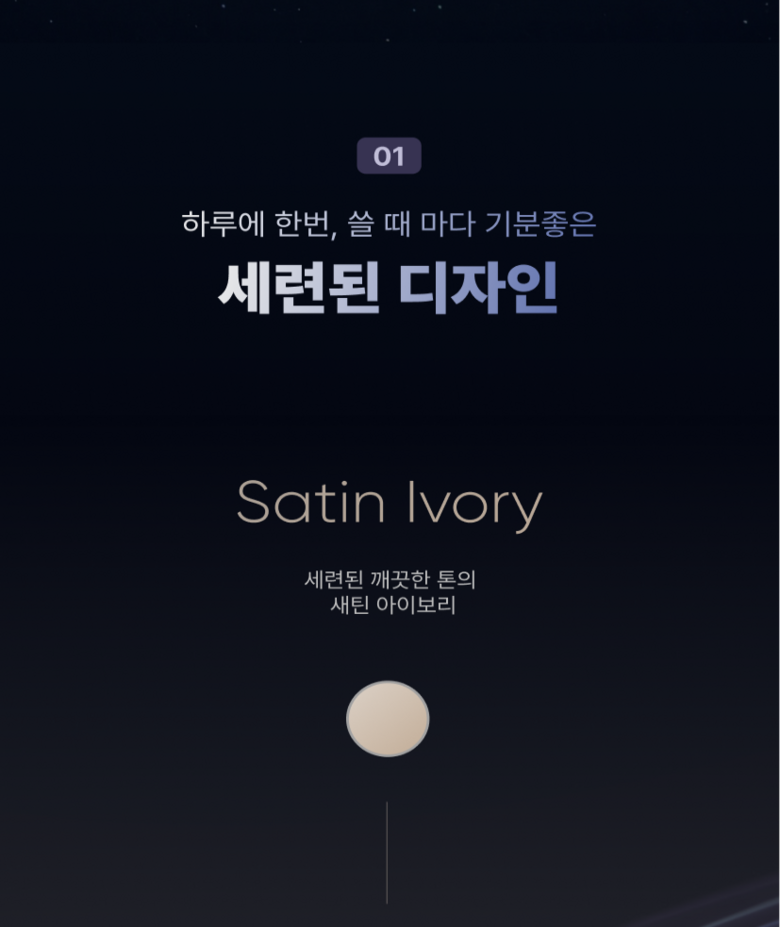 01
하루에 한번, 쓸 때 마다 기분좋은
세련된 디자인
Satin Ivory
세련된 깨끗한 톤의
새틴 아이보리